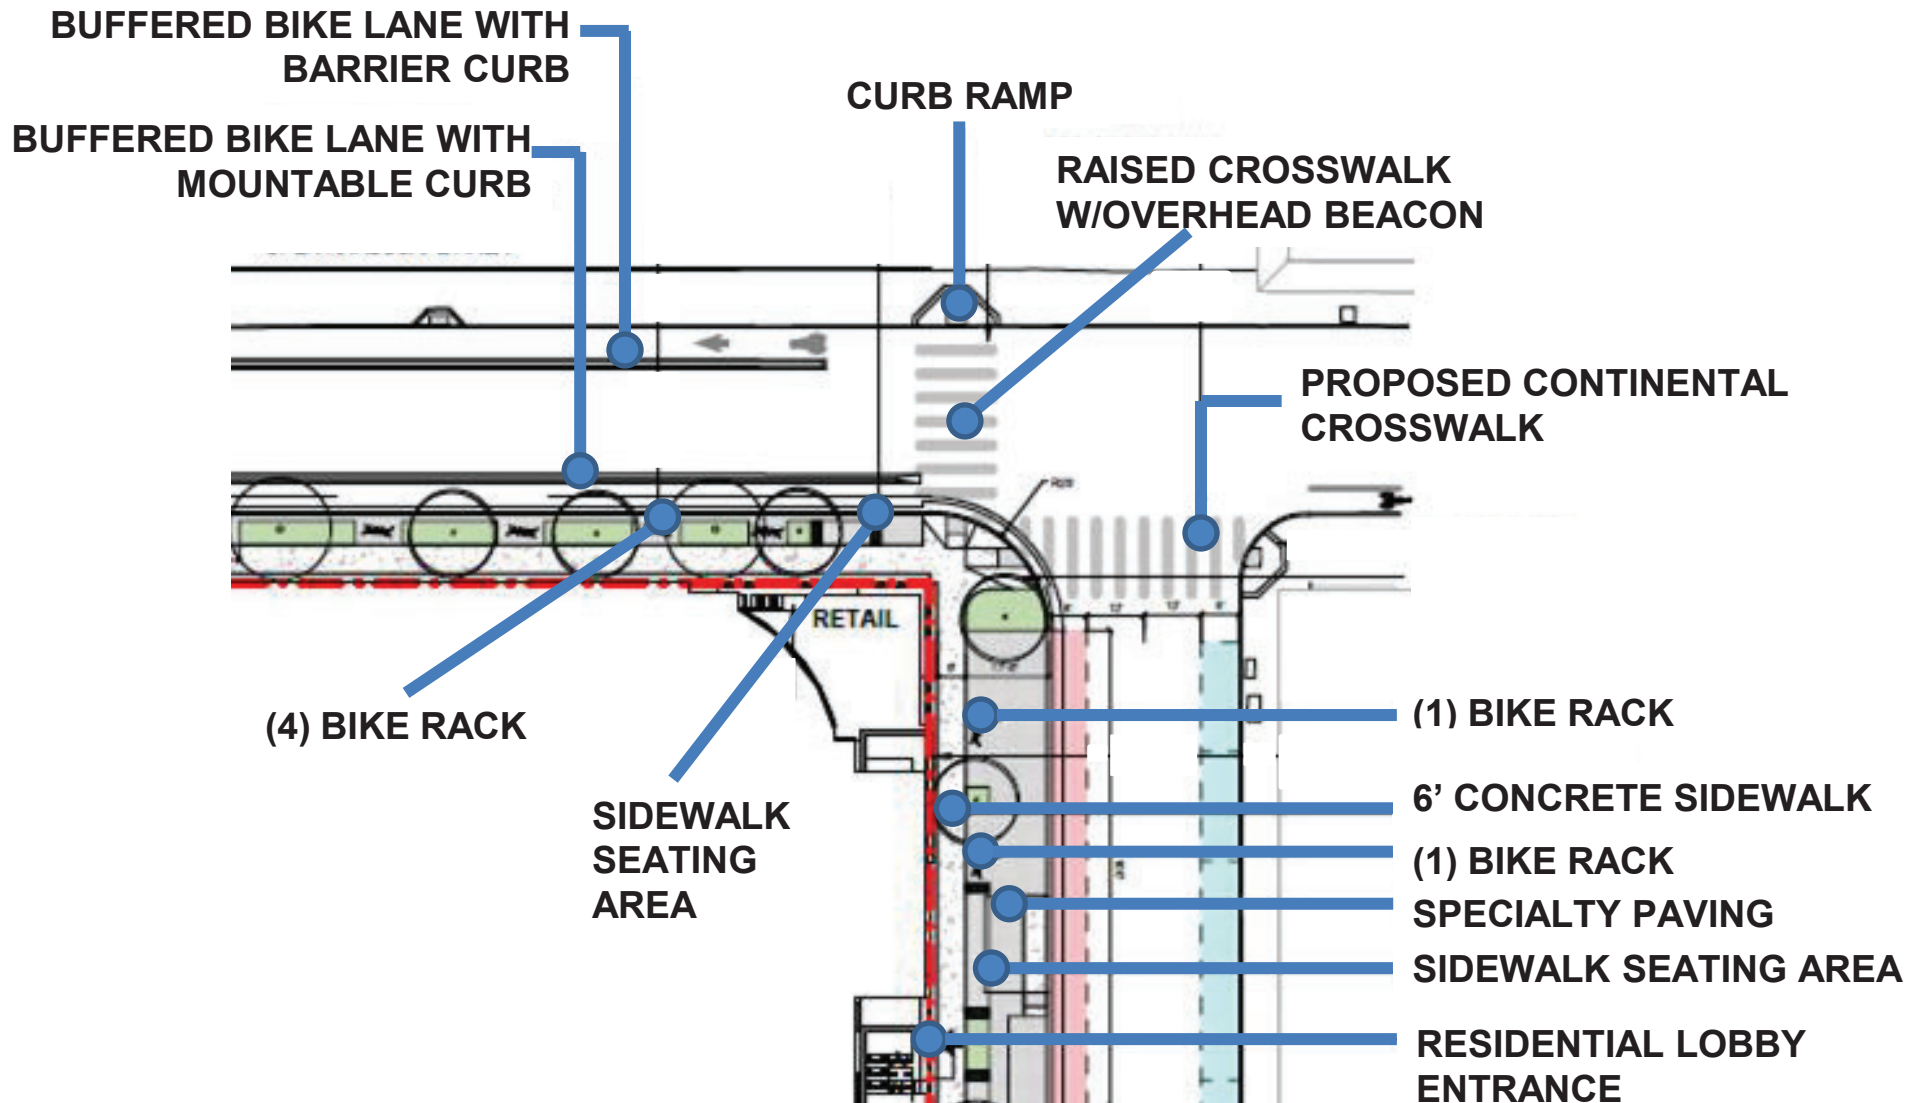 BUFFERED BIKE LANE WITH
BARRIER CURB
CURB RAMP
BUFFERED BIKE LANE WITH
MOUNTABLE CURB
RAISED CROSSWALK
W/OVERHEAD BEACON
PROPOSED CONTINENTAL
CROSSWALK
RETAIL
(4) BIKE RACK
(1) BIKE RACK
6’ CONCRETE SIDEWALK
SIDEWALK
SEATING
AREA
(1) BIKE RACK
SPECIALTY PAVING
SIDEWALK SEATING AREA
RESIDENTIAL LOBBY
ENTRANCE